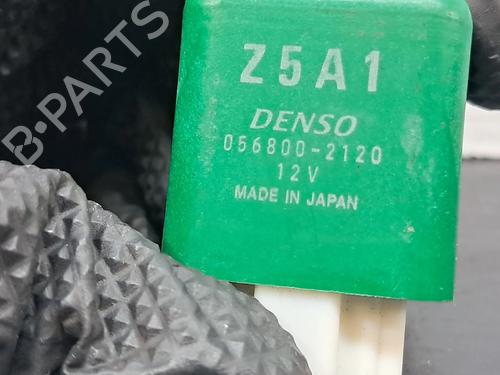 Z5A1
DENSO
056800-2120
12V
MADE IN JAPAN
B-PARTS